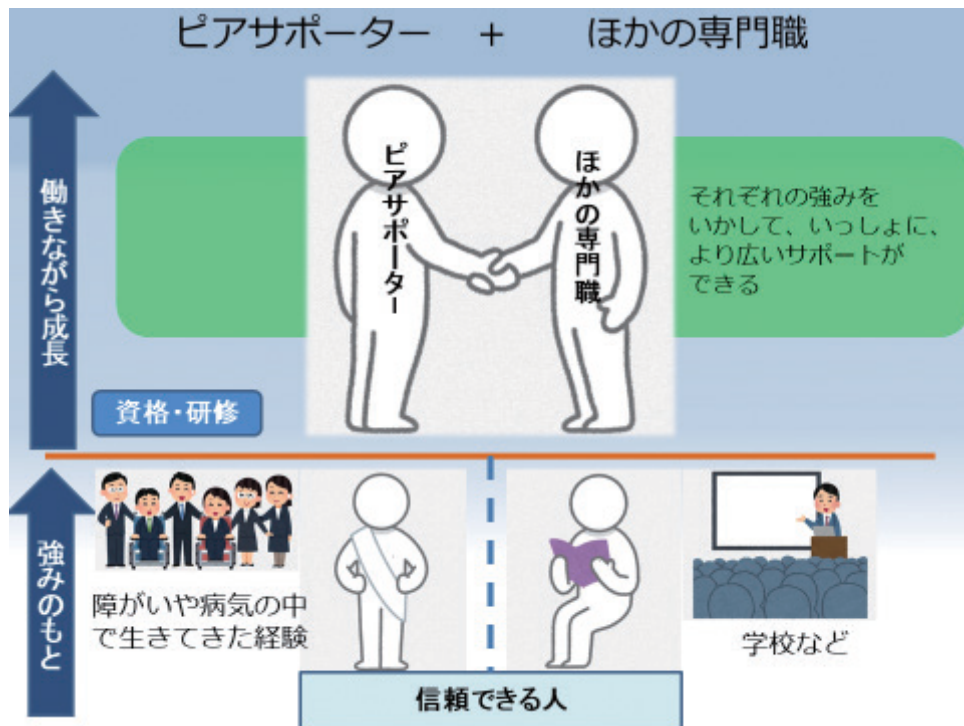 ピアサポーター + ほかの専門職
働きながら成長
ピアサポーター
ほかの専門職
それぞれの強みを
いかして、いっしょに、
より広いサポートが
できる
資格・研修
強みのもと
障がいや病気の中
で生きてきた経験
学校など
信頼できる人